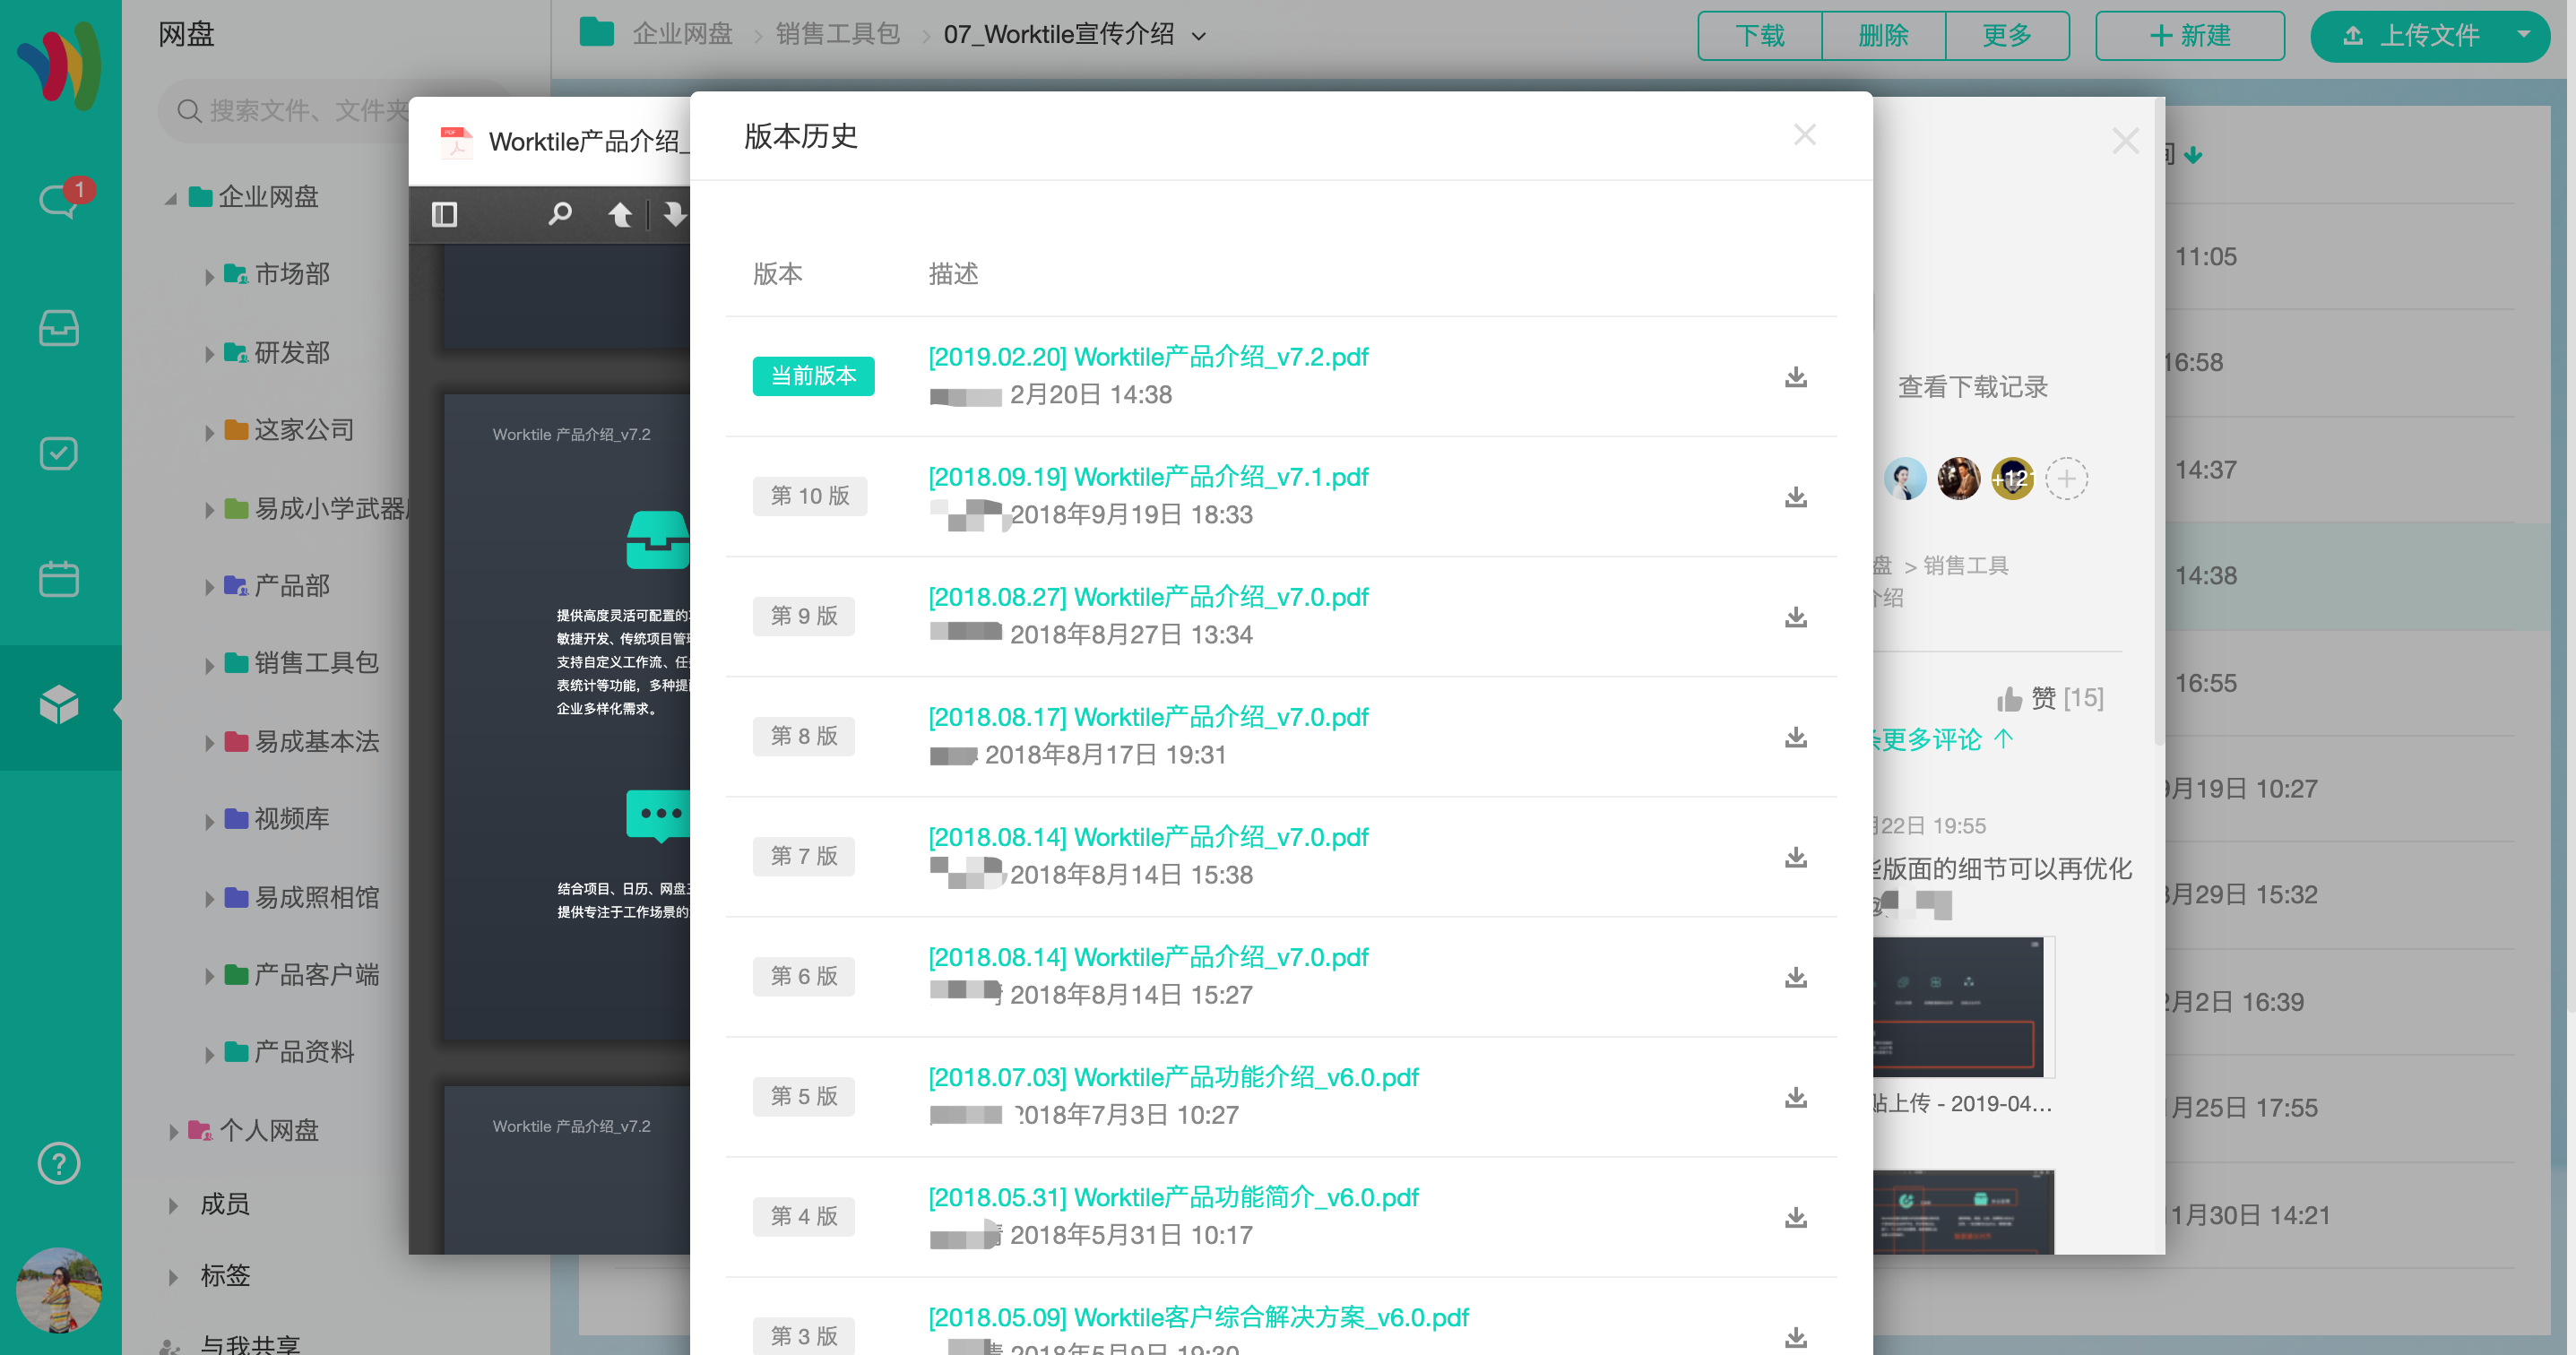 网盘
企业网盘
销售工具包
07_Worktile宣传介绍
下载
删除
更多
新建
上传文件
搜索文件、文件夹
1
企业网盘
市场部
研发部
这家公司
易成小学武器
产品部
销售工具包
易成基本法
视频库
易成照相馆
产品客户端
产品资料
个人网盘
成员
标签
与我共享
PDF
Worktile产品介绍_
Worktile 产品介绍_v7.2
提供高度灵活可配置的
敏捷开发、传统项目管
支持自定义工作流、任
表统计等功能，多种提
企业多样化需求。
结合项目、日历、网盘
提供专注于工作场景的
Worktile 产品介绍_v7.2
版本历史
版本 描述
当前版本
[2019.02.20] Worktile产品介绍_v7.2.pdf
2月20日 14:38
第 10 版
[2018.09.19] Worktile产品介绍_v7.1.pdf
2018年9月19日 18:33
第 9 版
[2018.08.27] Worktile产品介绍_v7.0.pdf
2018年8月27日 13:34
第 8 版
[2018.08.17] Worktile产品介绍_v7.0.pdf
2018年8月17日 19:31
第 7 版
[2018.08.14] Worktile产品介绍_v7.0.pdf
2018年8月14日 15:38
第 6 版
[2018.08.14] Worktile产品介绍_v7.0.pdf
2018年8月14日 15:27
第 5 版
[2018.07.03] Worktile产品功能介绍_v6.0.pdf
2018年7月3日 10:27
第 4 版
[2018.05.31] Worktile产品功能简介_v6.0.pdf
2018年5月31日 10:17
第 3 版
[2018.05.09] Worktile客户综合解决方案_v6.0.pdf
2018年5月9日 19:30
查看下载记录
+121
盘 > 销售工具
介绍
赞 [15]
更多评论
月22日 19:55
版面的细节可以再优化
@
贴上传 - 2019-04...
11:05
16:58
14:37
14:38
16:55
9月19日 10:27
月29日 15:32
2月2日 16:39
月25日 17:55
1月30日 14:21